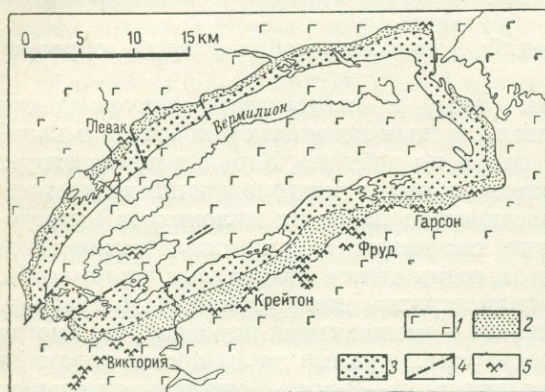 0 5 10 15 км
Левак
Вермилион
Гарсон
Фруд
Крейтон
Виктория
1 2
3 4 5